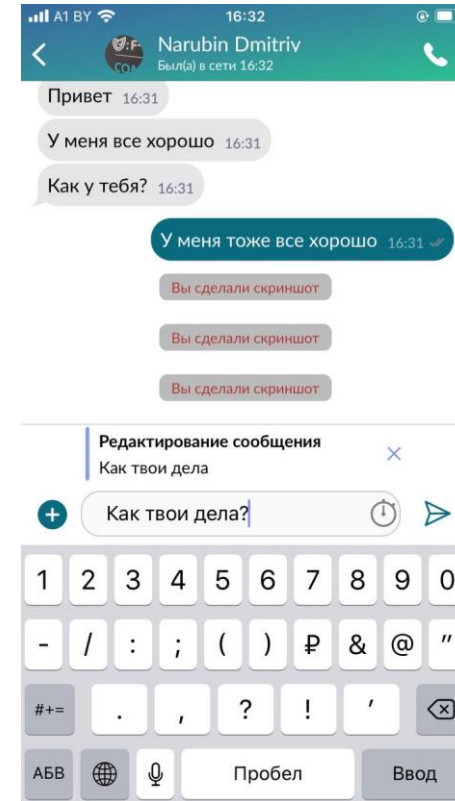 A1 BY 16:32
Narubin Dmitriv
Был(а) в сети 16:32
Привет 16:31
У меня все хорошо 16:31
Как у тебя? 16:31
У меня тоже все хорошо 16:31
Вы сделали скриншот
Вы сделали скриншот
Вы сделали скриншот
Редактирование сообщения
Как твои дела
Как твои дела?
1 2 3 4 5 6 7 8 9 0
- / : ; ( ) ₽ & @ "
#+= . , ? ! ′
АБВ Пробел Ввод